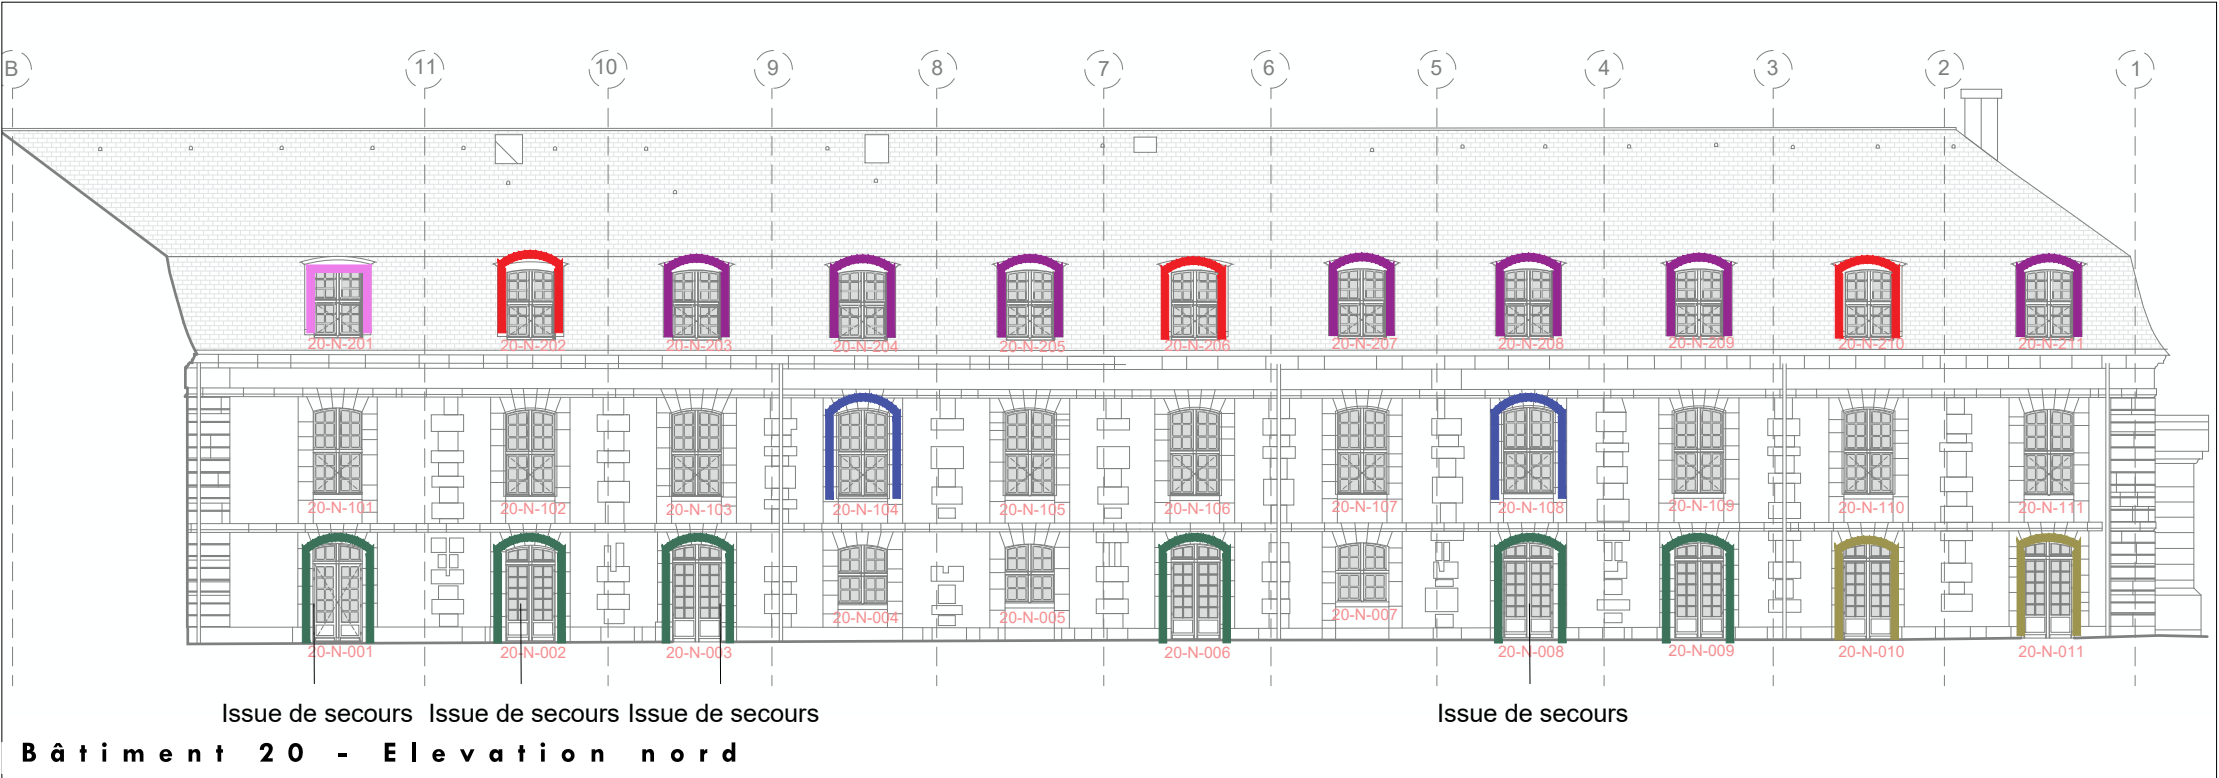 B 11 10 9 8 7 6 5 4 3 2 1
20-N-201 20-N-202 20-N-203 20-N-204 20-N-205 20-N-206 20-N-207 20-N-208 20-N-209 20-N-210 20-N-211
20-N-101 20-N-102 20-N-103 20-N-104 20-N-105 20-N-106 20-N-107 20-N-108 20-N-109 20-N-110 20-N-111
20-N-004 20-N-005 20-N-007
20-N-001 20-N-002 20-N-003 20-N-006 20-N-008 20-N-009 20-N-010 20-N-011
Issue de secours Issue de secours Issue de secours Issue de secours
Bâtiment 20 - Elevation nord